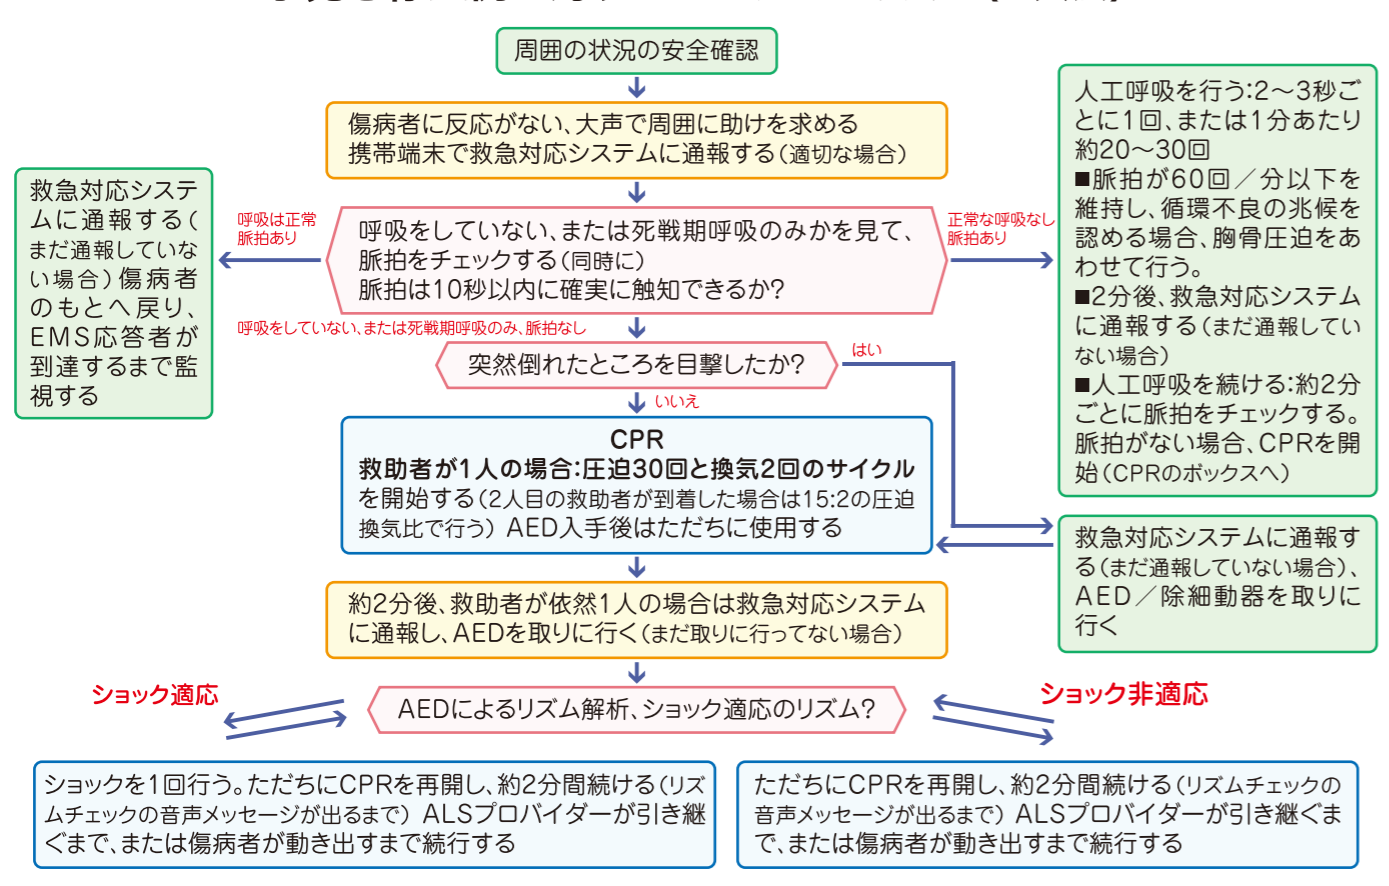 周囲の状況の安全確認
傷病者に反応がない、大声で周囲に助けを求める
携帯端末で救急対応システムに通報する(適切な場合)
救急対応システ
ムに通報する(
まだ通報していな
い場合)傷病者
のもとへ戻り、
EMS応答者が
到達するまで監
視する
呼吸は正常
脈拍あり
呼吸をしていない、または死戦期呼吸のみかを見て、
脈拍をチェックする(同時に)
脈拍は10秒以内に確実に触知できるか?
正常な呼吸なし
脈拍あり
人工呼吸を行う:2〜3秒ご
とに1回、または1分あたり
約20〜30回
■脈拍が60回/分以下を
維持し、循環不良の兆候を
認める場合、胸骨圧迫をあ
わせて行う。
■2分後、救急対応システム
に通報する(まだ通報してい
ない場合)
■人工呼吸を続ける:約2分
ごとに脈拍をチェックする。
脈拍がない場合、CPRを開
始(CPRのボックスへ)
呼吸をしていない、または死戦期呼吸のみ、脈拍なし
突然倒れたところを目撃したか?
はい
いいえ
CPR
救助者が1人の場合:圧迫30回と換気2回のサイクル
を開始する(2人目の救助者が到着した場合は15:2の圧迫
換気比で行う) AED入手後はただちに使用する
救急対応システムに通報す
る(まだ通報していない場合)、
AED/除細動器を取りに
行く
約2分後、救助者が依然1人の場合は救急対応システム
に通報し、AEDを取りに行く(まだ取りに行ってない場合)
ショック適応
AEDによるリズム解析、ショック適応のリズム?
ショック非適応
ショックを1回行う。ただちにCPRを再開し、約2分間続ける(リズ
ムチェックの音声メッセージが出るまで) ALSプロバイダーが引き継
ぐまで、または傷病者が動き出すまで続行する
ただちにCPRを再開し、約2分間続ける(リズムチェックの
音声メッセージが出るまで) ALSプロバイダーが引き継ぐま
で、または傷病者が動き出すまで続行する